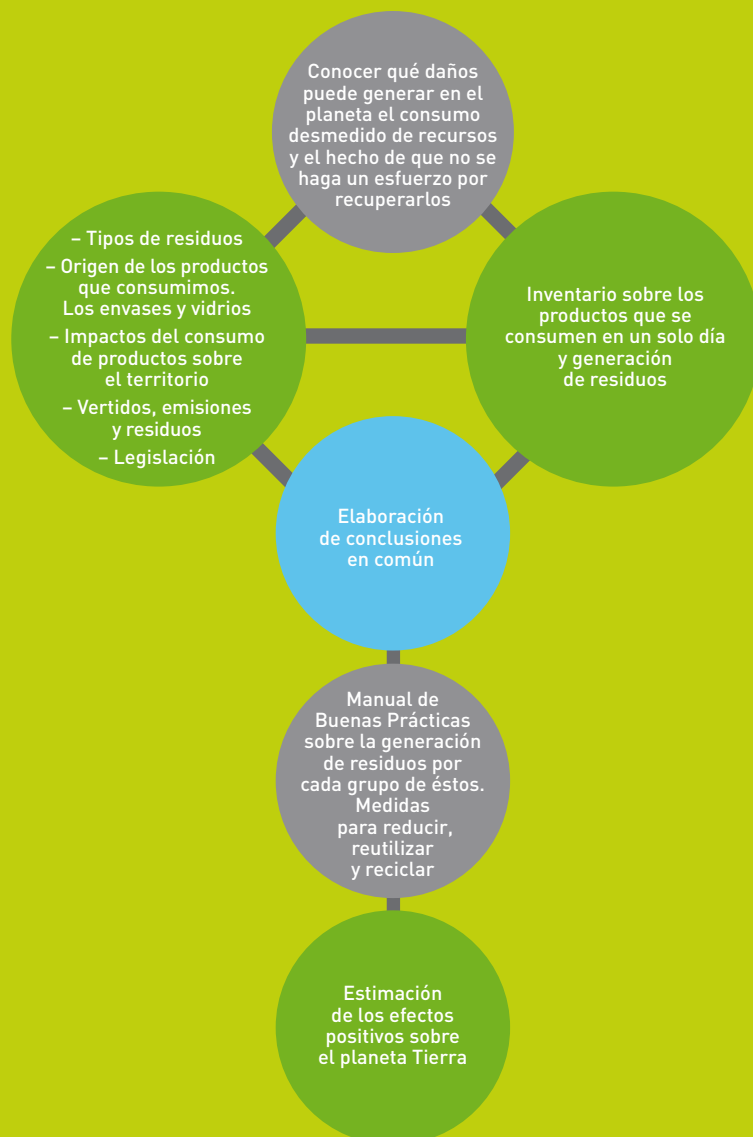 Conocer qué daños
puede generar en el
planeta el consumo
desmedido de recursos
y el hecho de que no se
haga un esfuerzo por
recuperarlos
– Tipos de residuos
– Origen de los productos
que consumimos.
Los envases y vidrios
– Impactos del consumo
de productos sobre
el territorio
– Vertidos, emisiones
y residuos
– Legislación
Inventario sobre los
productos que se
consumen en un solo día
y generación
de residuos
Elaboración
de conclusiones
en común
Manual de
Buenas Prácticas
sobre la generación
de residuos por
cada grupo de éstos.
Medidas
para reducir,
reutilizar
y reciclar
Estimación
de los efectos
positivos sobre
el planeta Tierra